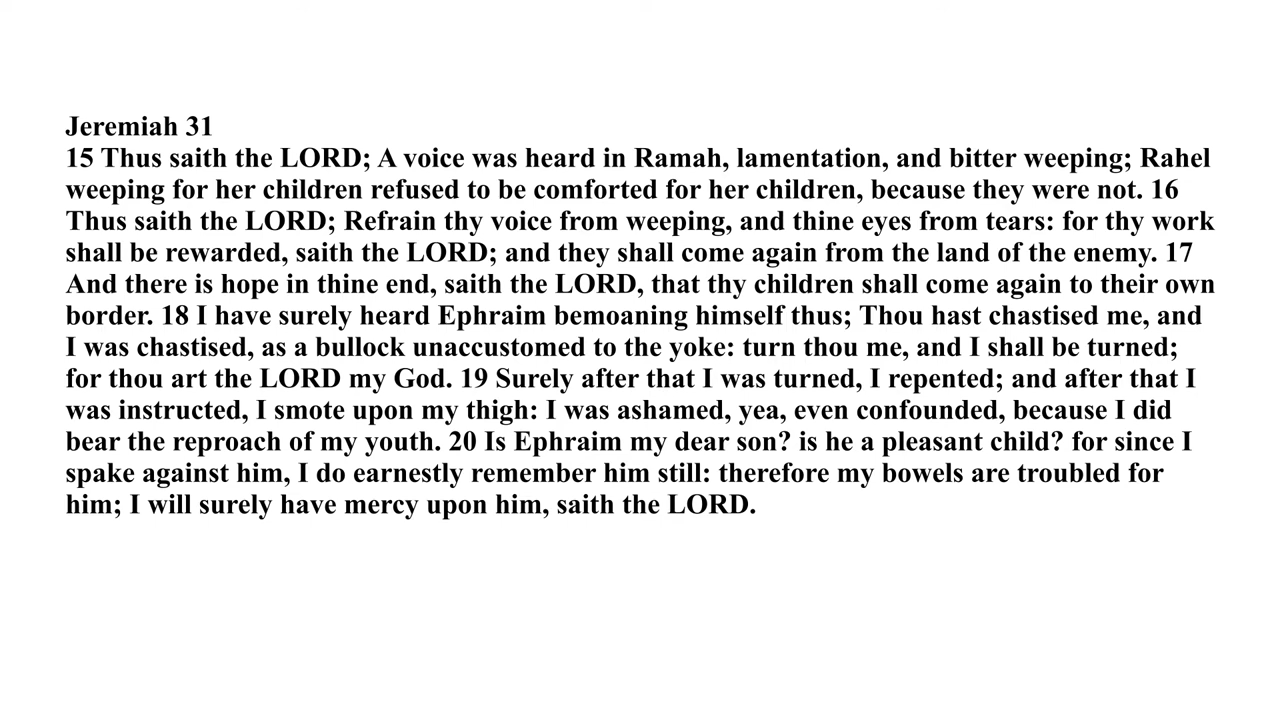 Jeremiah 31
15 Thus saith the LORD; A voice was heard in Ramah, lamentation, and bitter weeping; Rahel
weeping for her children refused to be comforted for her children, because they were not. 16
Thus saith the LORD; Refrain thy voice from weeping, and thine eyes from tears: for thy work
shall be rewarded, saith the LORD; and they shall come again from the land of the enemy. 17
And there is hope in thine end, saith the LORD, that thy children shall come again to their own
border. 18 I have surely heard Ephraim bemoaning himself thus; Thou hast chastised me, and
I was chastised, as a bullock unaccustomed to the yoke: turn thou me, and I shall be turned;
for thou art the LORD my God. 19 Surely after that I was turned, I repented; and after that I
was instructed, I smote upon my thigh: I was ashamed, yea, even confounded, because I did
bear the reproach of my youth. 20 Is Ephraim my dear son? is he a pleasant child? for since I
spake against him, I do earnestly remember him still: therefore my bowels are troubled for
him; I will surely have mercy upon him, saith the LORD.